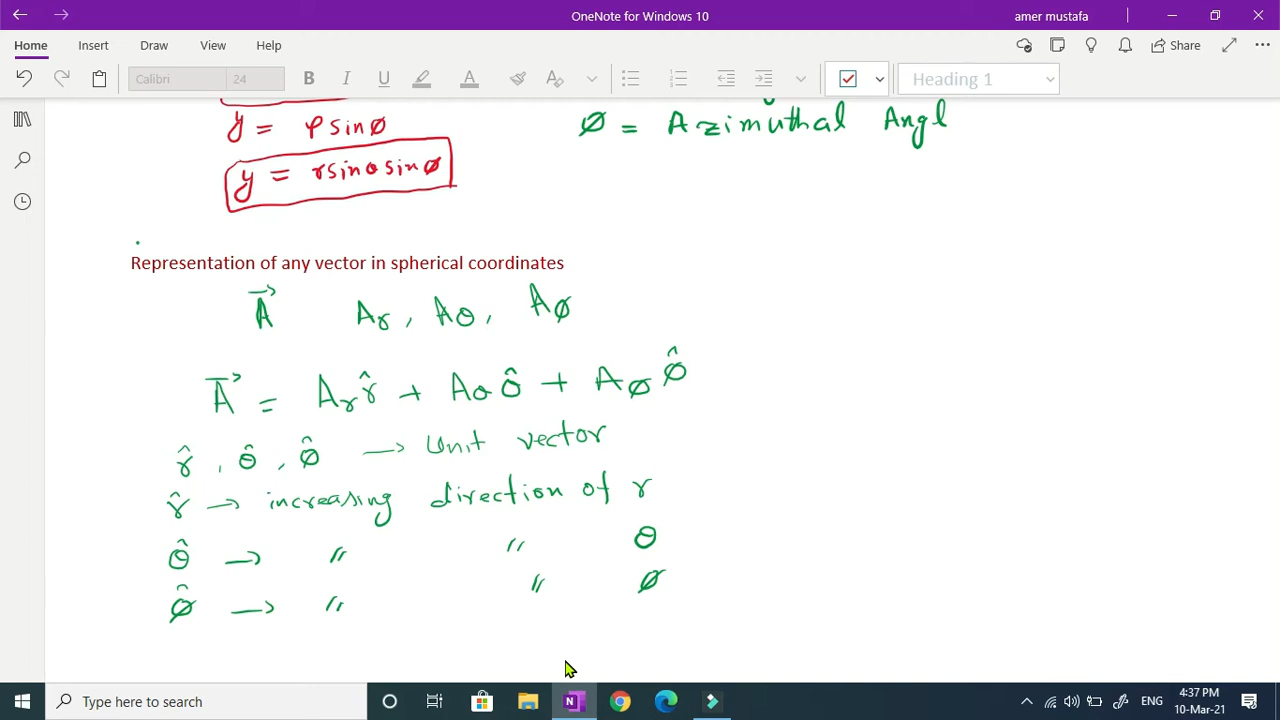 OneNote for Windows 10
amer mustafa
Home Insert Draw View Help
Share
Calibri 24 B I U A Heading 1
y = ρ sin∅
∅ = Azimuthal Angl
y = r sinθ sin∅
Representation of any vector in spherical coordinates
A⃗ Ar, Aθ, A∅
A⃗ = Ar r̂ + Aθ θ̂ + A∅ ∅̂
r̂, θ̂, ∅̂ → Unit vector
r̂ → increasing direction of r
θ̂ → " " θ
∅̂ → " " ∅
Type here to search
ENG
4:37 PM
10-Mar-21